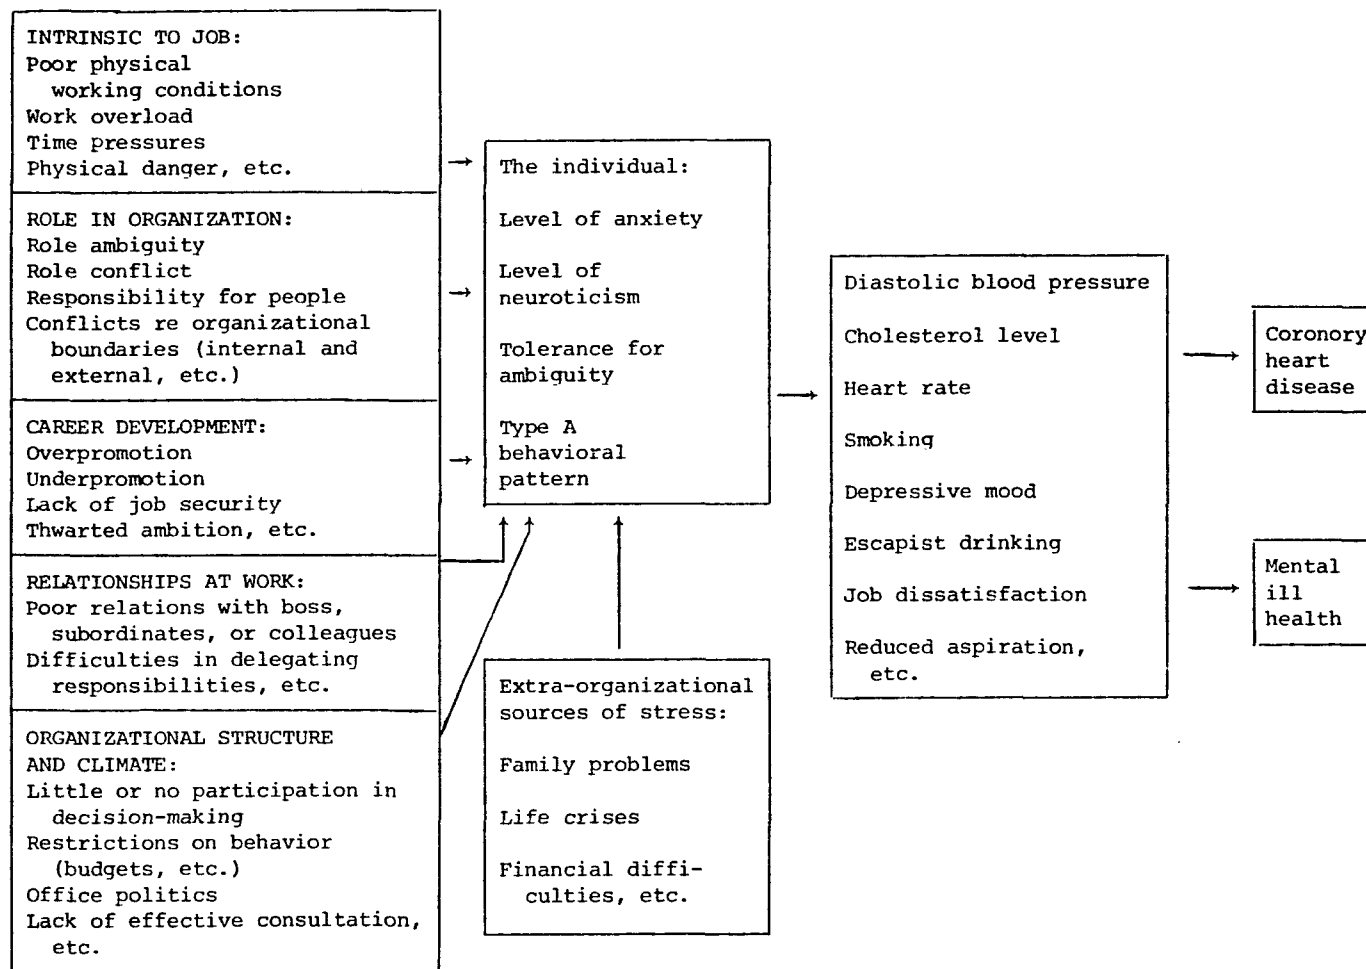 INTRINSIC TO JOB:
Poor physical
working conditions
Work overload
Time pressures
Physical danger, etc.
ROLE IN ORGANIZATION:
Role ambiguity
Role conflict
Responsibility for people
Conflicts re organizational
boundaries (internal and
external, etc.)
CAREER DEVELOPMENT:
Overpromotion
Underpromotion
Lack of job security
Thwarted ambition, etc.
RELATIONSHIPS AT WORK:
Poor relations with boss,
subordinates, or colleagues
Difficulties in delegating
responsibilities, etc.
ORGANIZATIONAL STRUCTURE
AND CLIMATE:
Little or no participation in
decision-making
Restrictions on behavior
(budgets, etc.)
Office politics
Lack of effective consultation,
etc.
The individual:
Level of anxiety
Level of
neuroticism
Tolerance for
ambiguity
Type A
behavioral
pattern
Extra-organizational
sources of stress:
Family problems
Life crises
Financial diffi-
culties, etc.
Diastolic blood pressure
Cholesterol level
Heart rate
Smoking
Depressive mood
Escapist drinking
Job dissatisfaction
Reduced aspiration,
etc.
Coronory
heart
disease
Mental
ill
health